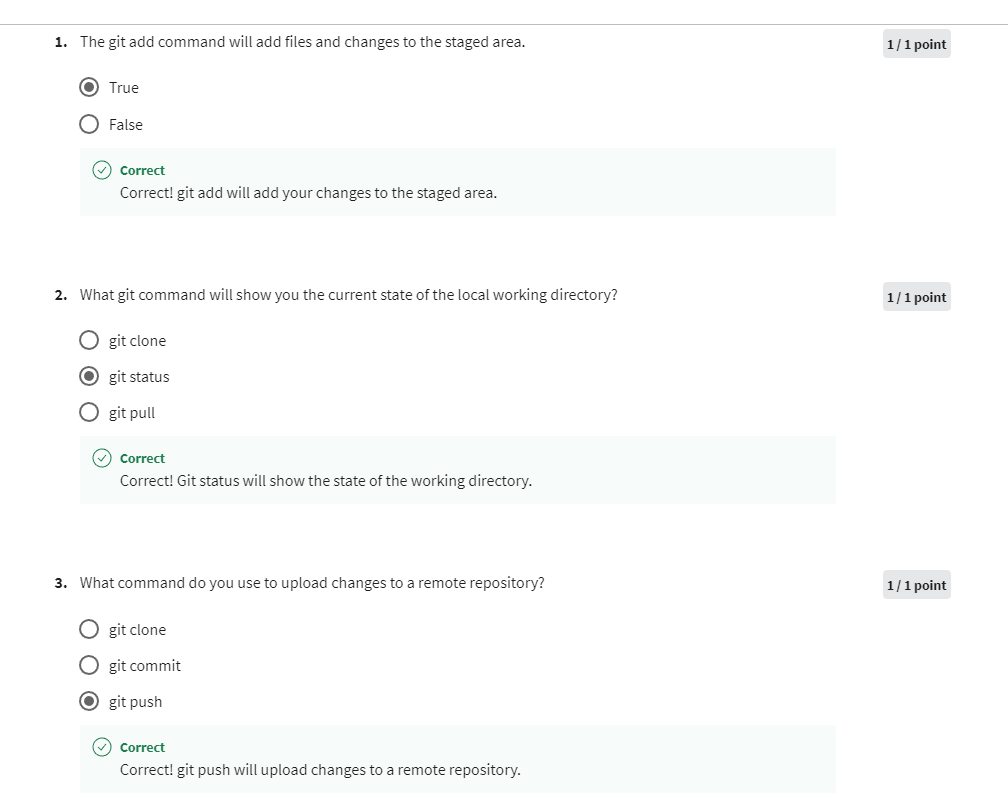 1. The git add command will add files and changes to the staged area.
1 / 1 point
True
False
Correct
Correct! git add will add your changes to the staged area.
2. What git command will show you the current state of the local working directory?
1 / 1 point
git clone
git status
git pull
Correct
Correct! Git status will show the state of the working directory.
3. What command do you use to upload changes to a remote repository?
1 / 1 point
git clone
git commit
git push
Correct
Correct! git push will upload changes to a remote repository.